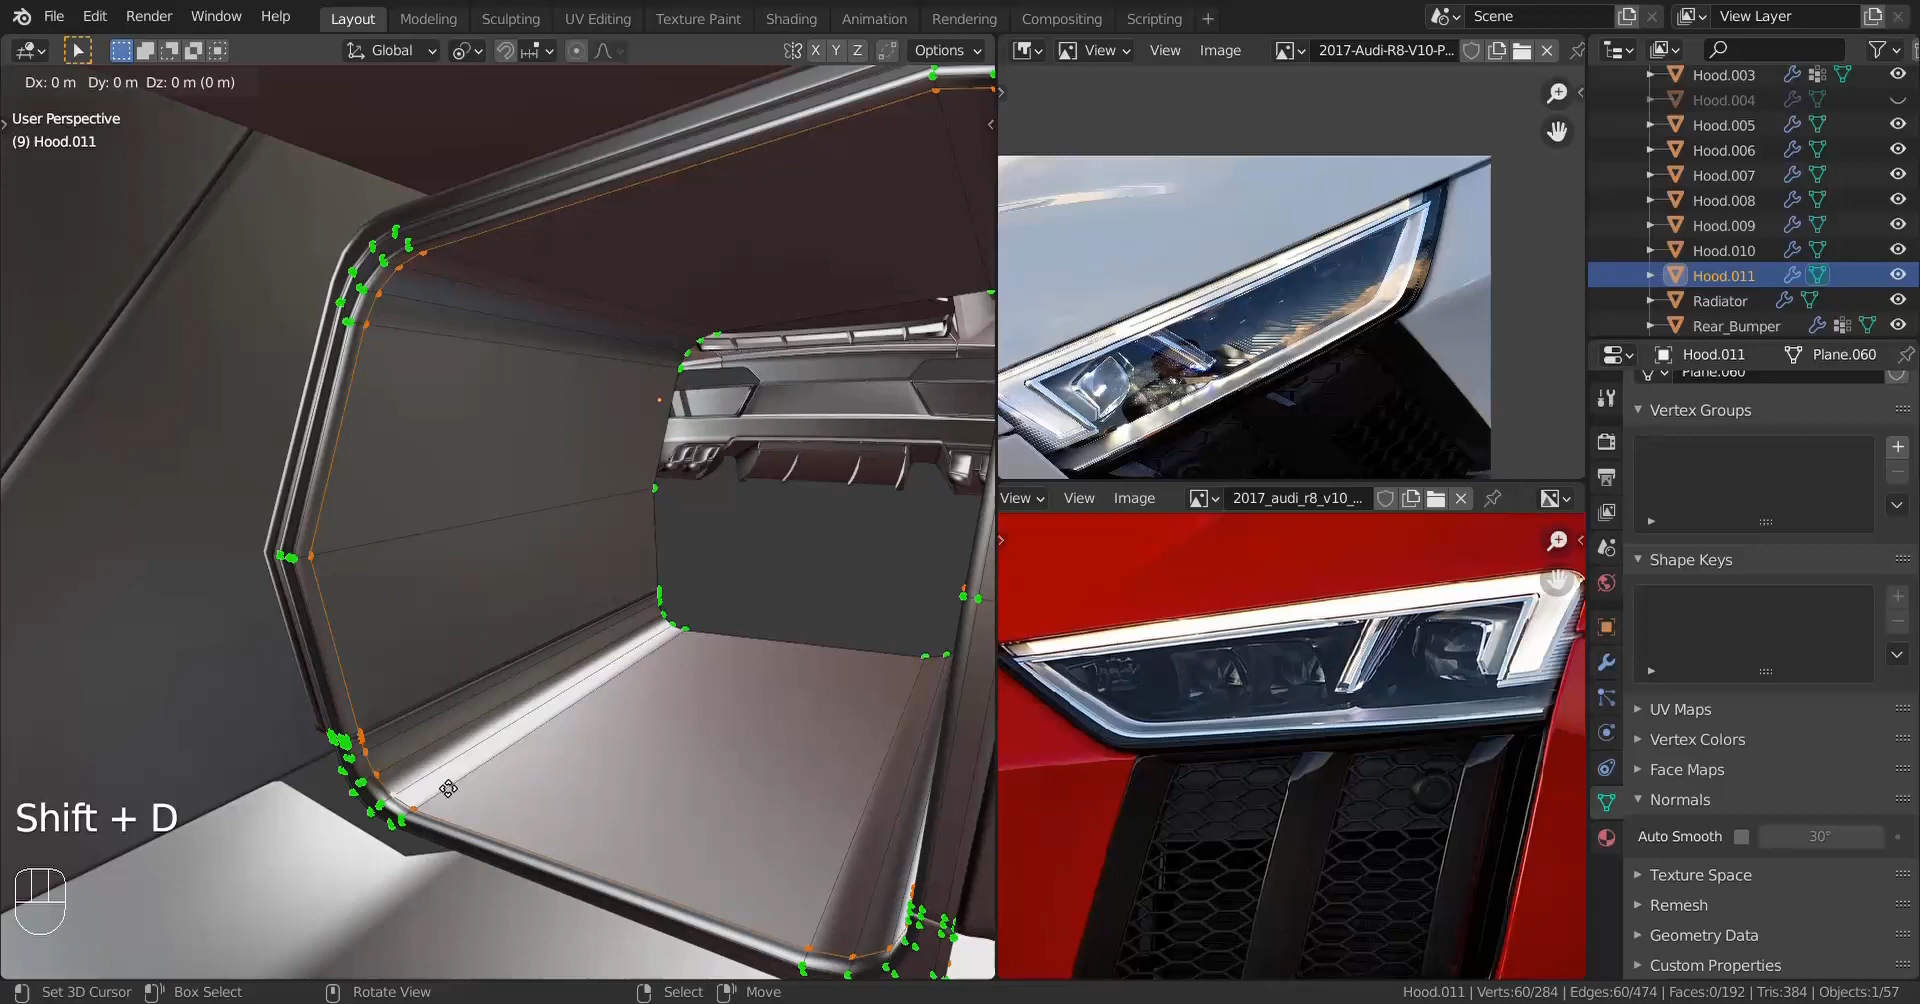 File Edit Render Window Help Layout Modeling Sculpting UV Editing Texture Paint Shading Animation Rendering Compositing Scripting + Scene View Layer
Global X Y Z Options View View Image 2017-Audi-R8-V10-P...
Dx: 0 m Dy: 0 m Dz: 0 m (0 m)
User Perspective
(9) Hood.011
Hood.003
Hood.004
Hood.005
Hood.006
Hood.007
Hood.008
Hood.009
Hood.010
Hood.011
Radiator
Rear_Bumper
Hood.011 Plane.060
Plane.060
Vertex Groups
View View Image 2017_audi_r8_v10_...
Shape Keys
UV Maps
Vertex Colors
Face Maps
Normals
Auto Smooth 30°
Texture Space
Remesh
Geometry Data
Custom Properties
Shift + D
Set 3D Cursor Box Select Rotate View Select Move Hood.011 | Verts:60/284 | Edges:60/474 | Faces:0/192 | Tris:384 | Objects:1/57